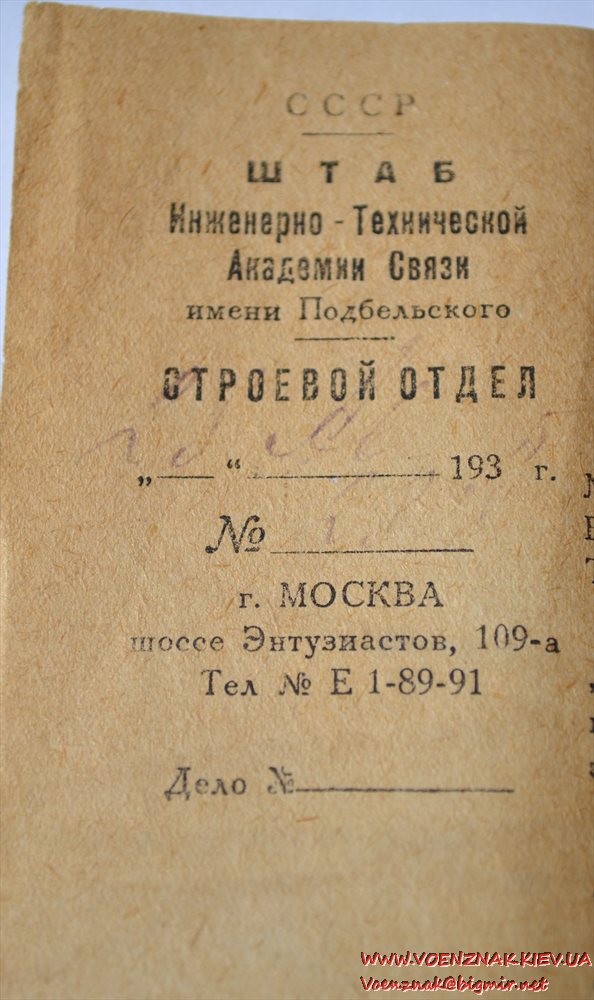 СССР
ШТАБ
Инженерно - Технической
Академии Связи
имени Подбельского
СТРОЕВОЙ ОТДЕЛ
„ “ 193 г.
№
г. МОСКВА
шоссе Энтузиастов, 109-а
Тел № Е 1-89-91
Дело №
WWW.VOENZNAK.KIEV.UA
Voenznak@bigmir.net